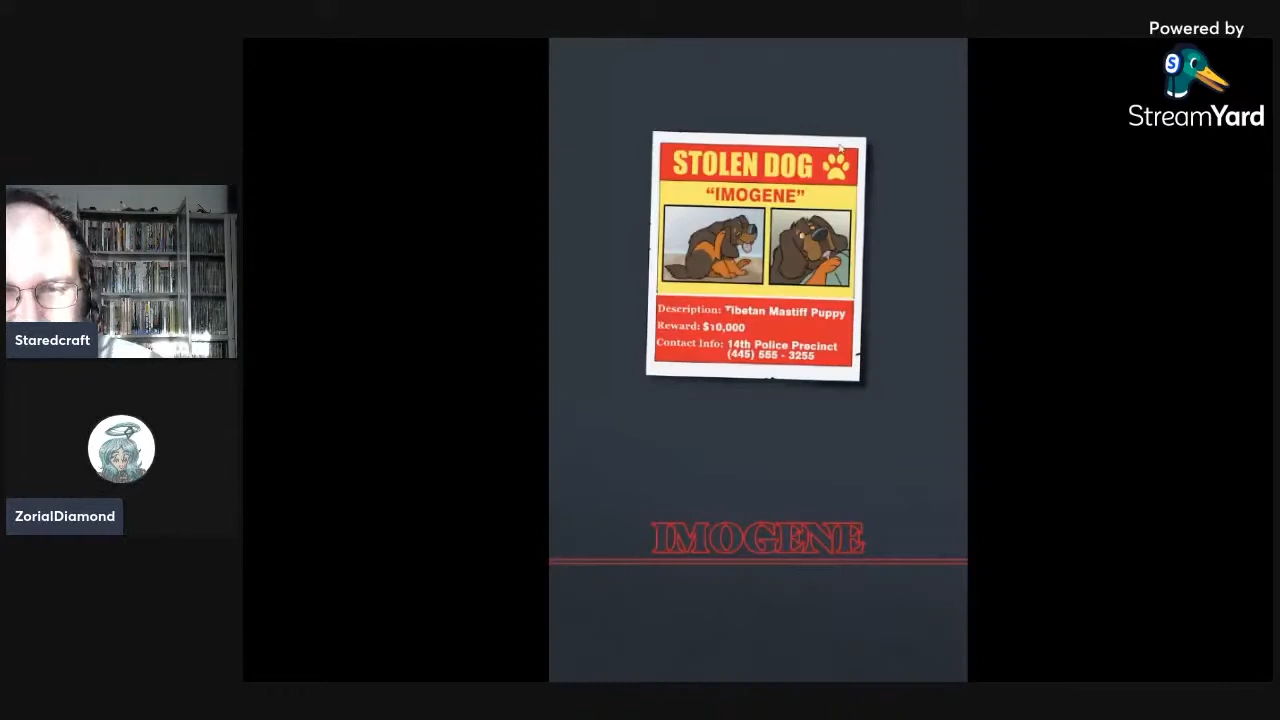 Powered by
StreamYard
STOLEN DOG
“IMOGENE”
Description: Tibetan Mastiff Puppy
Reward: $10,000
Contact Info: 14th Police Precinct
(445) 555 - 3255
Staredcraft
ZorialDiamond
IMOGENE